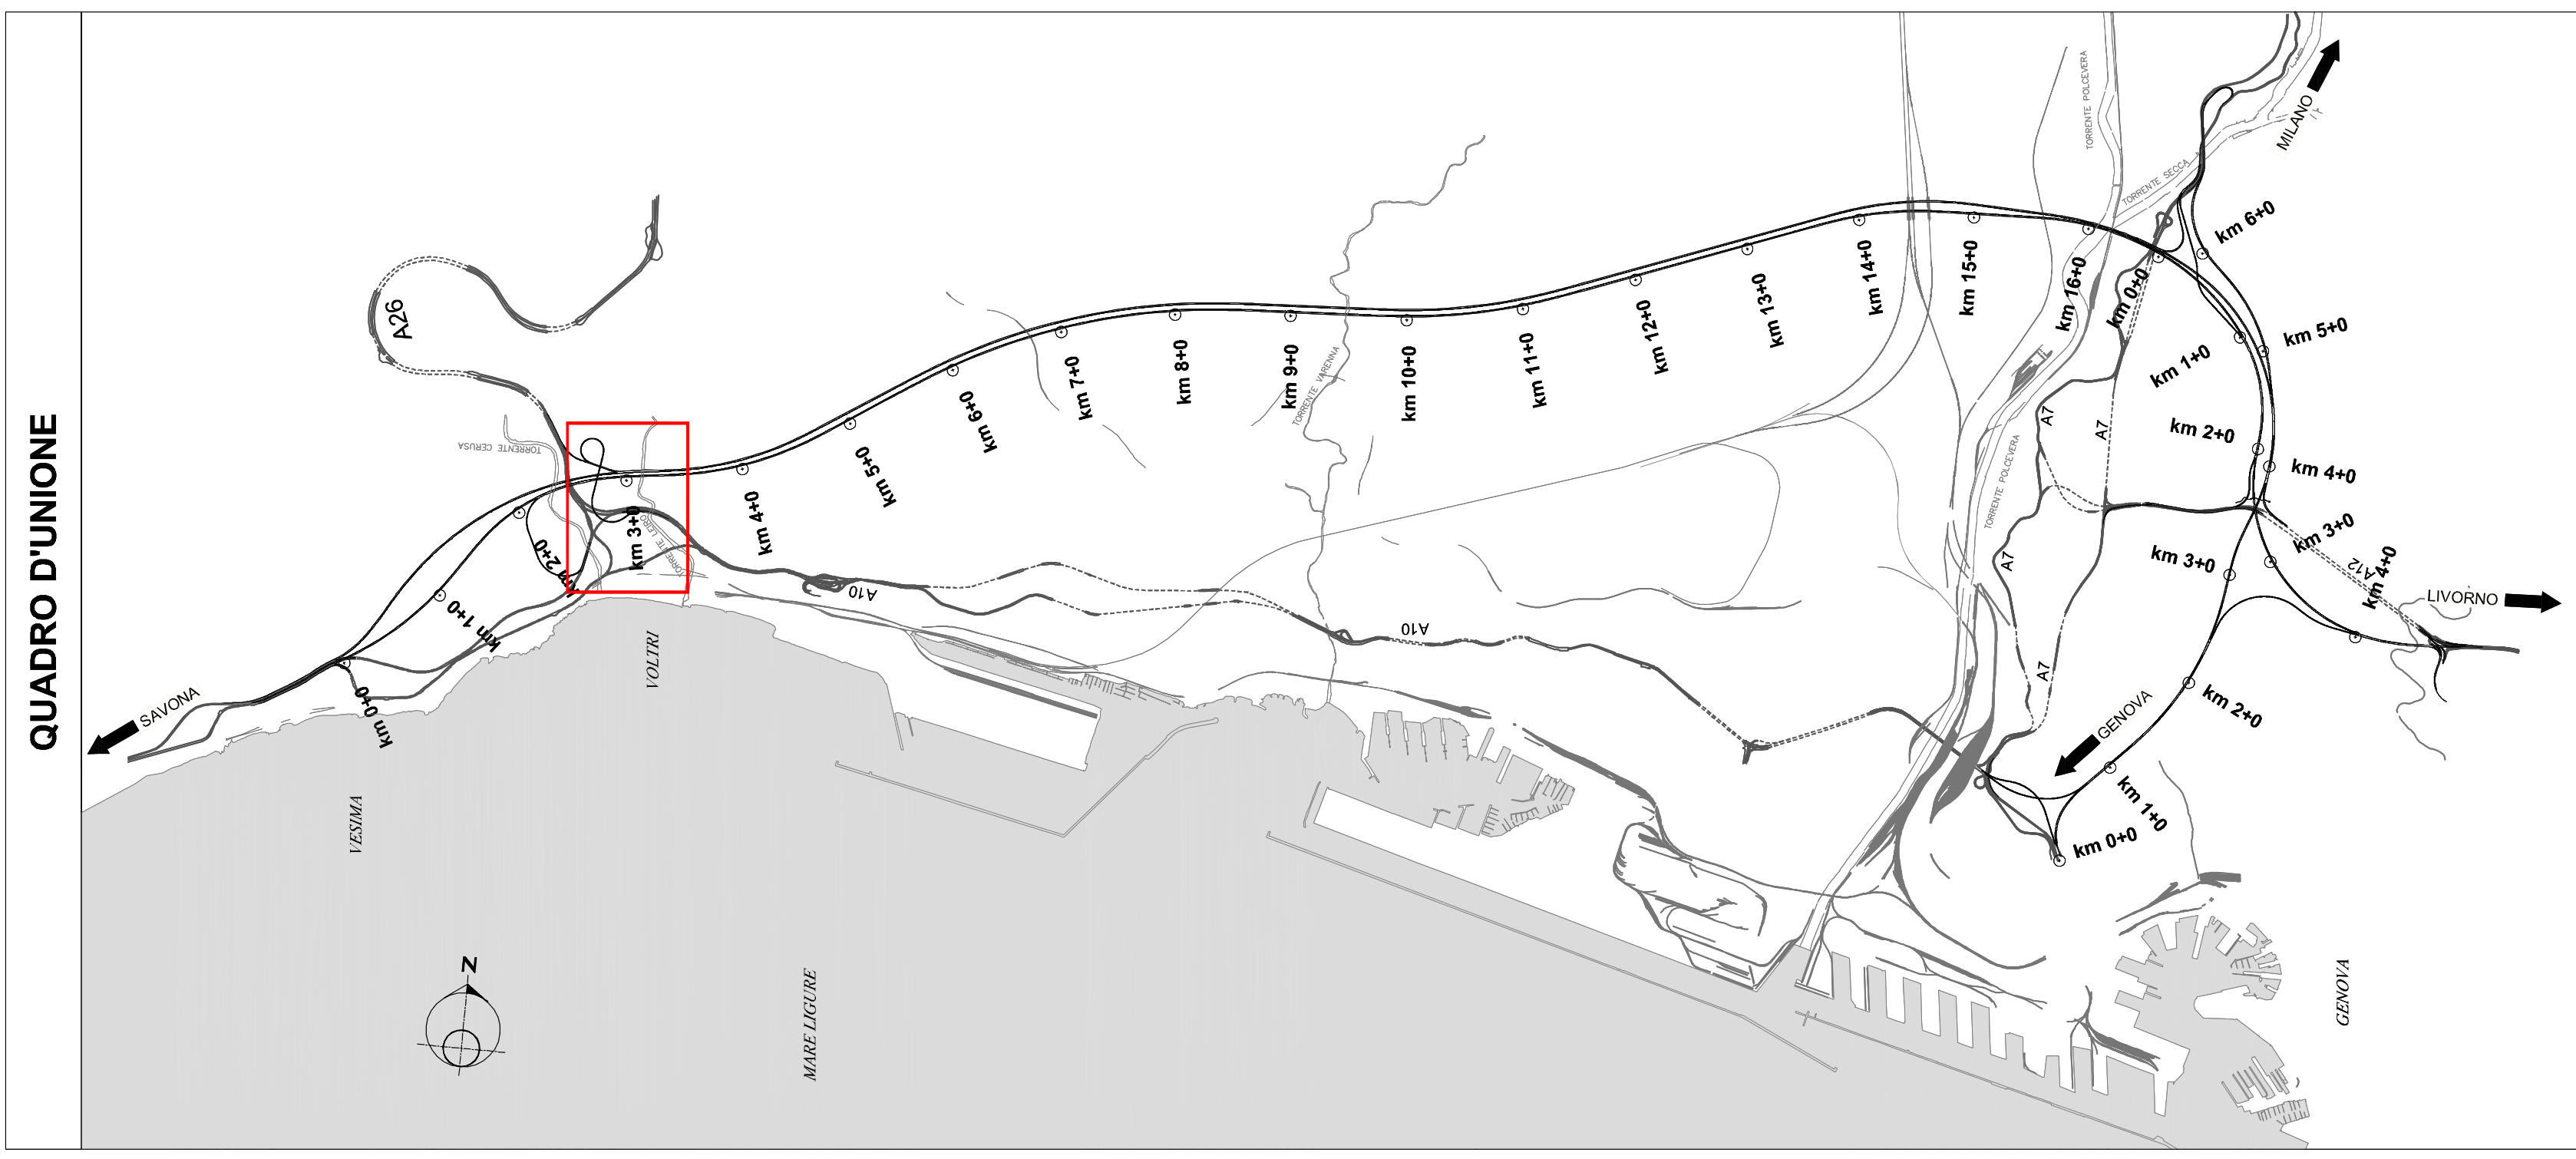 QUADRO D'UNIONE
TORRENTE POLCEVERA
MILANO
TORRENTE SECCA
A26
km 6+0
km 14+0
km 15+0
km 16+0
km 0+0
km 5+0
km 13+0
km 12+0
km 11+0
km 10+0
km 9+0
km 8+0
km 7+0
TORRENTE VARENNA
km 1+0
km 6+0
A7
A7
km 2+0
TORRENTE CERUSA
km 5+0
km 4+0
TORRENTE POLCEVERA
km 4+0
km 3+0
TORRENTE LEIRO
km 2+0
km 3+0
A7
km 3+0
A12
km 4+0
LIVORNO
A10
km 1+0
A10
VOLTRI
A7
SAVONA
km 0+0
km 2+0
GENOVA
km 1+0
VESIMA
km 0+0
N
MARE LIGURE
GENOVA